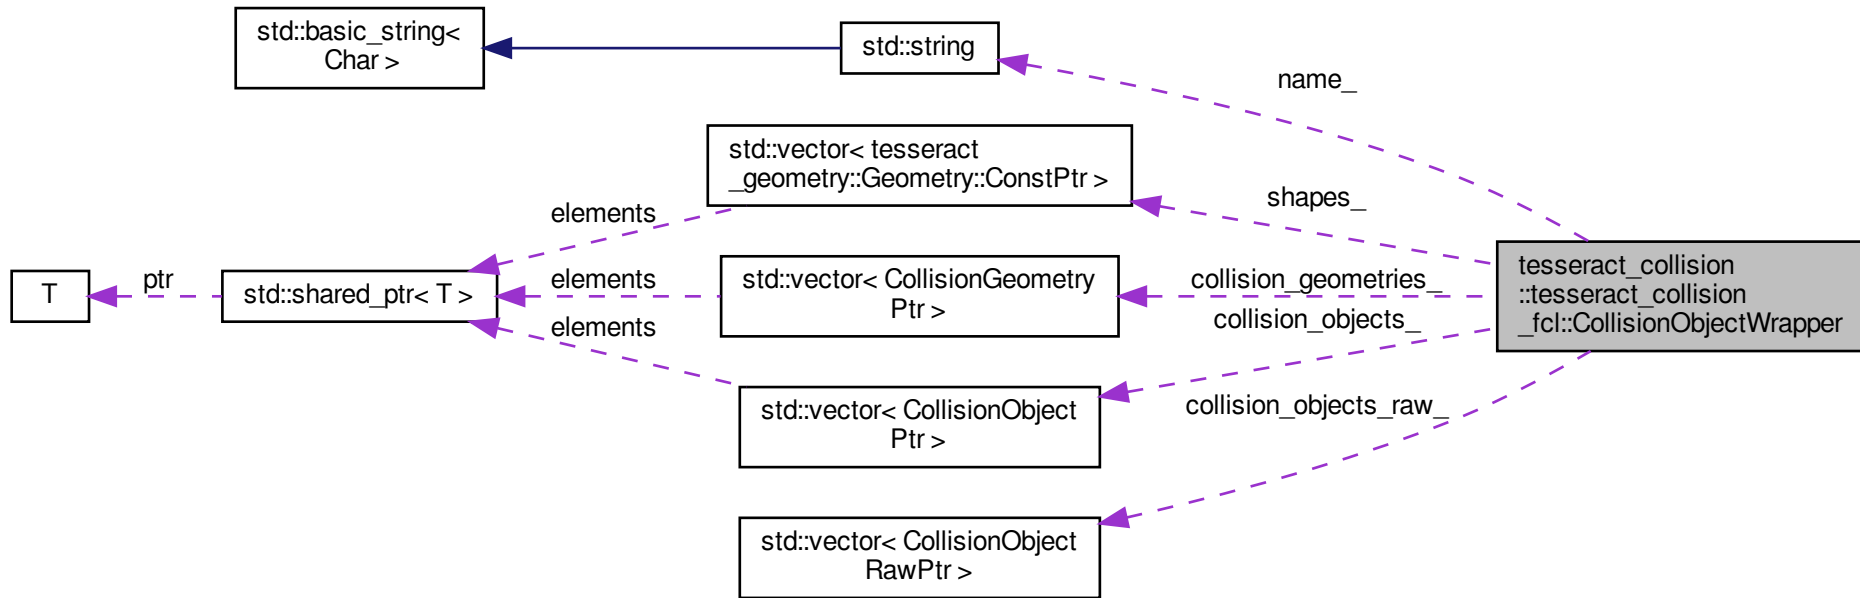 std::basic_string<
Char >
std::string
name_
std::vector< tesseract
_geometry::Geometry::ConstPtr >
shapes_
elements
T
ptr
std::shared_ptr< T >
elements
std::vector< CollisionGeometry
Ptr >
collision_geometries_
tesseract_collision
::tesseract_collision
_fcl::CollisionObjectWrapper
elements
collision_objects_
std::vector< CollisionObject
Ptr >
collision_objects_raw_
std::vector< CollisionObject
RawPtr >